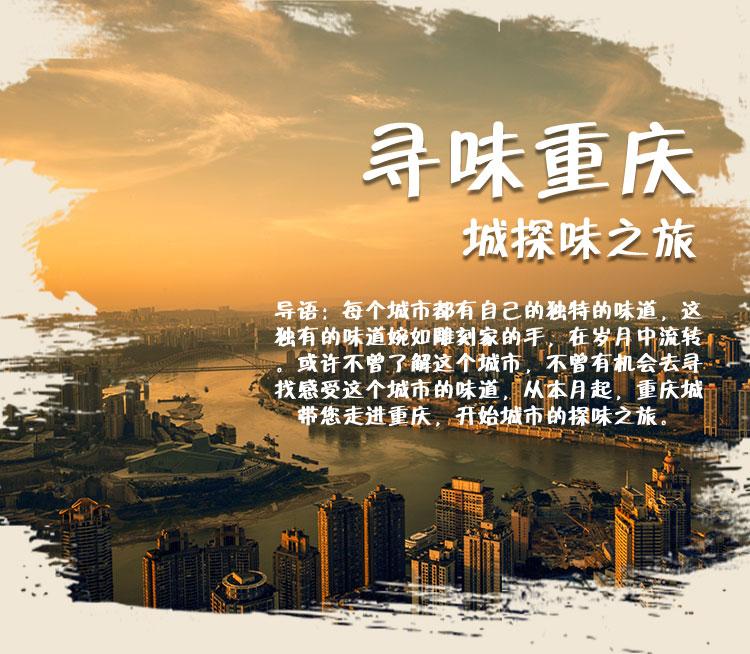 寻味重庆
城探味之旅
导语：每个城市都有自己的独特的味道，这
独有的味道婉如雕刻家的手，在岁月中流转
。或许不曾了解这个城市，不曾有机会去寻
找感受这个城市的味道，从本月起，重庆城
带您走进重庆，开始城市的探味之旅。